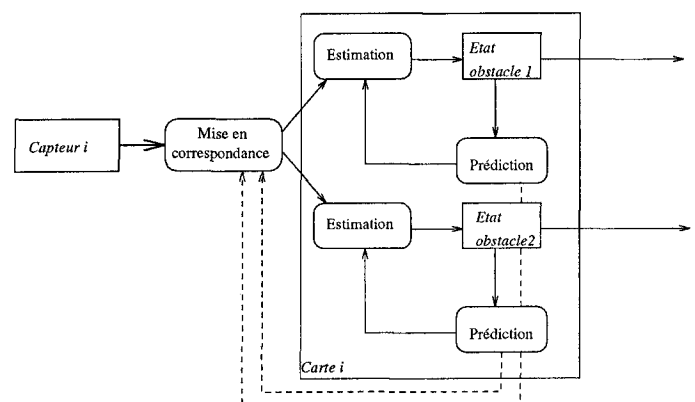 Estimation
Etat
obstacle 1
Capteur i
Mise en
correspondance
Prédiction
Estimation
Etat
obstacle2
Prédiction
Carte i